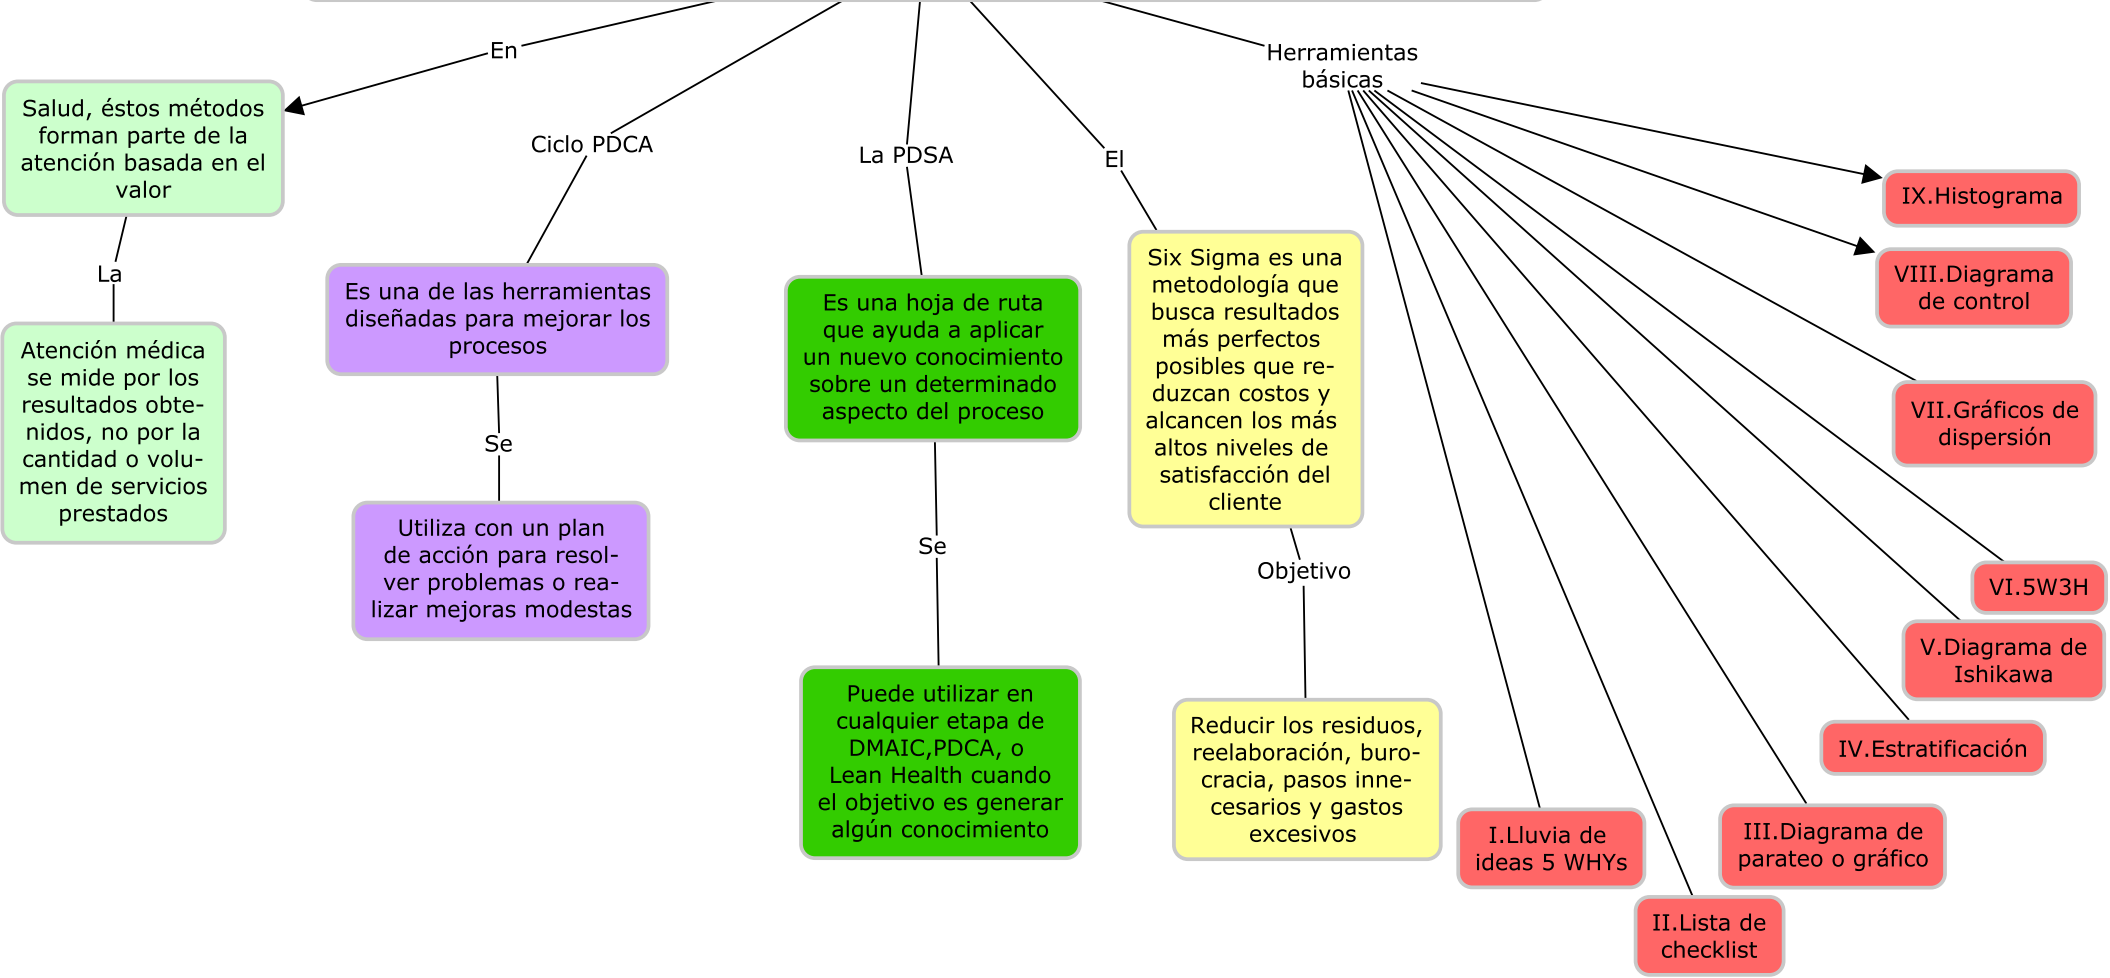 En
Salud, éstos métodos
forman parte de la
atención basada en el
valor
La
Atención médica
se mide por los
resultados obte-
nidos, no por la
cantidad o volu-
men de servicios
prestados
Ciclo PDCA
Es una de las herramientas
diseñadas para mejorar los
procesos
Se
Utiliza con un plan
de acción para resol-
ver problemas o rea-
lizar mejoras modestas
La PDSA
Es una hoja de ruta
que ayuda a aplicar
un nuevo conocimiento
sobre un determinado
aspecto del proceso
Se
Puede utilizar en
cualquier etapa de
DMAIC,PDCA, o
Lean Health cuando
el objetivo es generar
algún conocimiento
El
Six Sigma es una
metodología que
busca resultados
más perfectos
posibles que re-
duzcan costos y
alcancen los más
altos niveles de
satisfacción del
cliente
Objetivo
Reducir los residuos,
reelaboración, buro-
cracia, pasos inne-
cesarios y gastos
excesivos
Herramientas
básicas
IX.Histograma
VIII.Diagrama
de control
VII.Gráficos de
dispersión
VI.5W3H
V.Diagrama de
Ishikawa
IV.Estratificación
III.Diagrama de
parateo o gráfico
I.Lluvia de
ideas 5 WHYs
II.Lista de
checklist